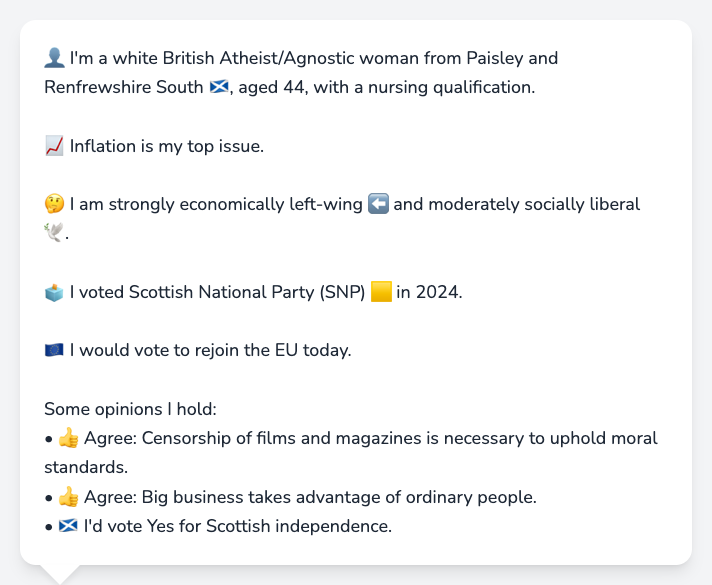 👤 I'm a white British Atheist/Agnostic woman from Paisley and
Renfrewshire South 🏴󠁧󠁢󠁳󠁣󠁴󠁿, aged 44, with a nursing qualification.
📈 Inflation is my top issue.
🤔 I am strongly economically left-wing ⬅️ and moderately socially liberal
🕊️.
🗳️ I voted Scottish National Party (SNP) 🟨 in 2024.
🇪🇺 I would vote to rejoin the EU today.
Some opinions I hold:
• 👍 Agree: Censorship of films and magazines is necessary to uphold moral
standards.
• 👍 Agree: Big business takes advantage of ordinary people.
• 🏴󠁧󠁢󠁳󠁣󠁴󠁿 I'd vote Yes for Scottish independence.